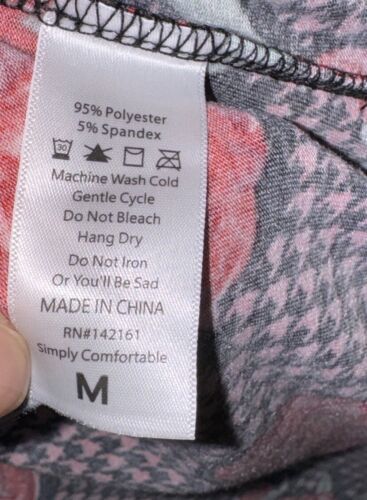 95% Polyester
5% Spandex
30
Machine Wash Cold
Gentle Cycle
Do Not Bleach
Hang Dry
Do Not Iron
Or You'll Be Sad
MADE IN CHINA
RN#142161
Simply Comfortable
M